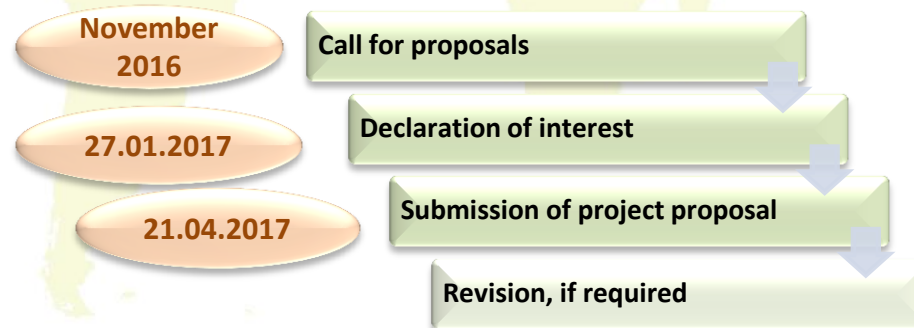 November
2016
Call for proposals
27.01.2017
Declaration of interest
21.04.2017
Submission of project proposal
Revision, if required